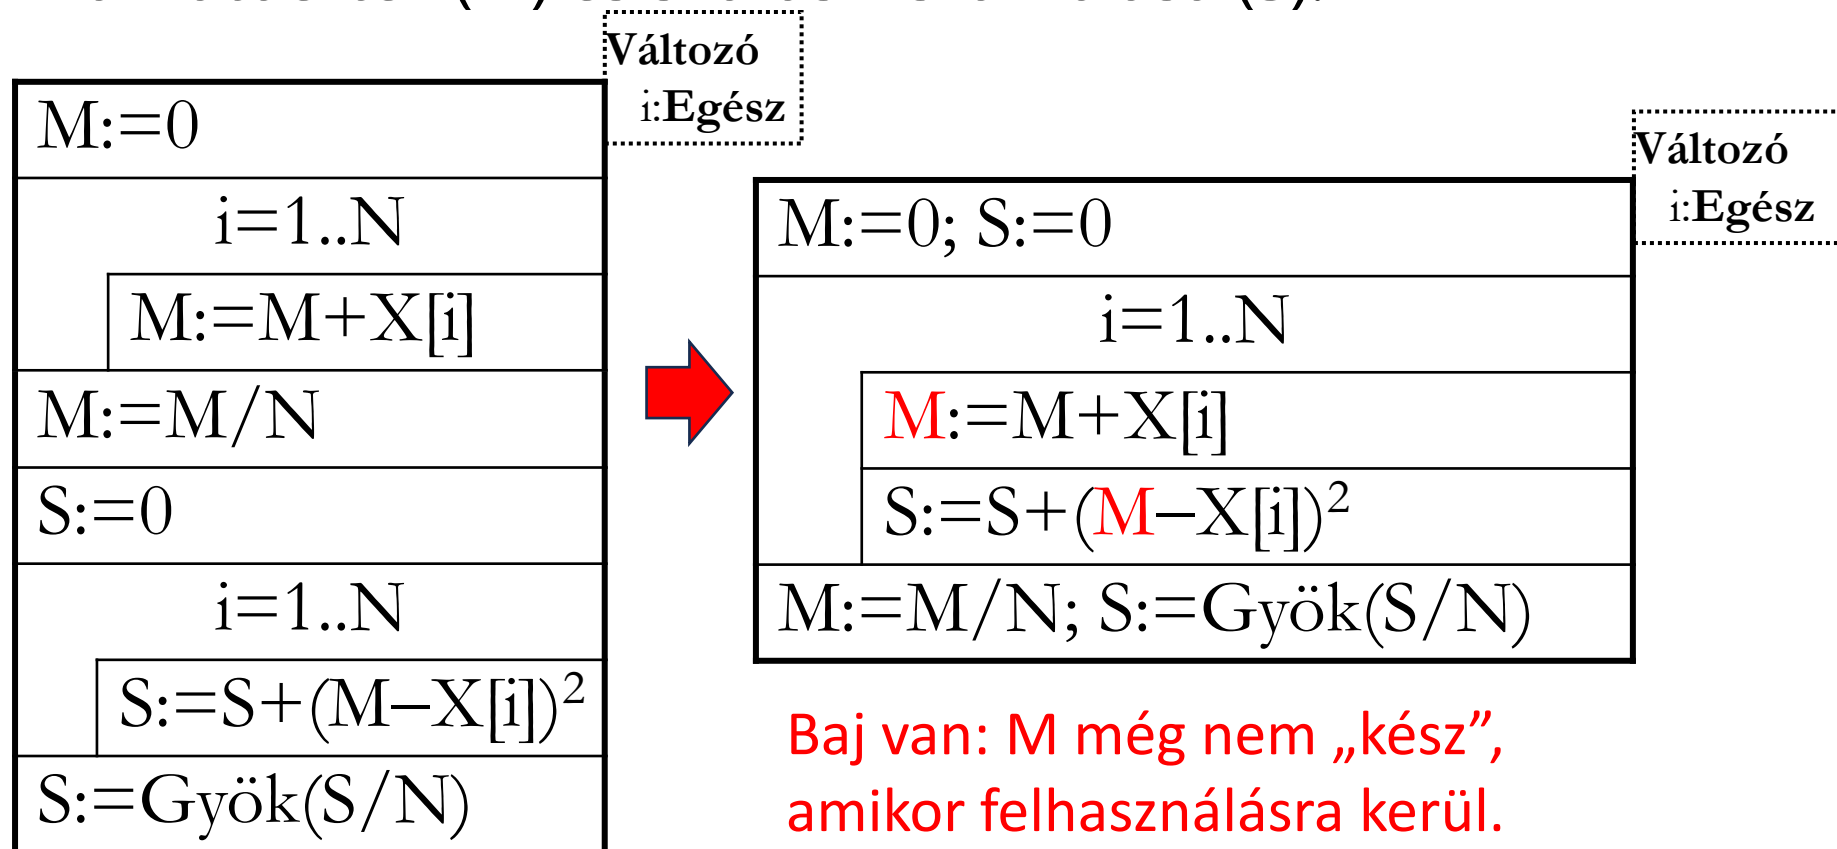 Változó
i:Egész
M:=0
i=1..N
M:=M+X[i]
M:=M/N
S:=0
i=1..N
S:=S+(M–X[i])²
S:=Gyök(S/N)
Változó
i:Egész
M:=0; S:=0
i=1..N
M:=M+X[i]
S:=S+(M–X[i])²
M:=M/N; S:=Gyök(S/N)
Baj van: M még nem „kész”,
amikor felhasználásra kerül.